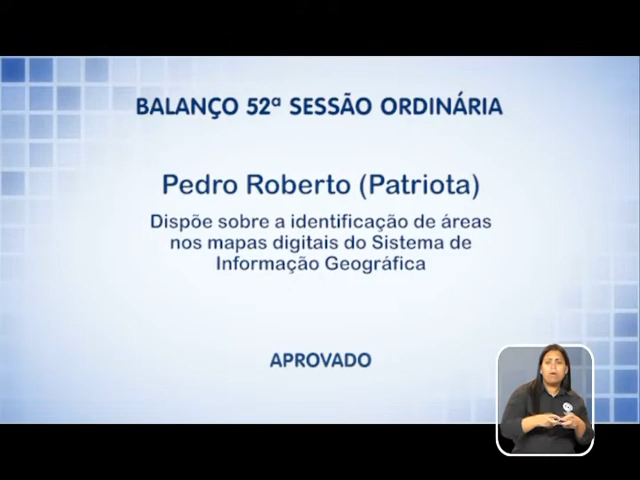 BALANÇO 52ª SESSÃO ORDINÁRIA
Pedro Roberto (Patriota)
Dispõe sobre a identificação de áreas
nos mapas digitais do Sistema de
Informação Geográfica
APROVADO